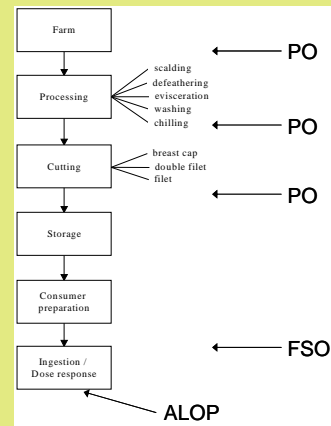 Farm
PO
scalding
defeathering
Processing
evisceration
washing
chilling
PO
breast cap
Cutting
double filet
filet
PO
Storage
Consumer
preparation
FSO
Ingestion /
Dose response
ALOP